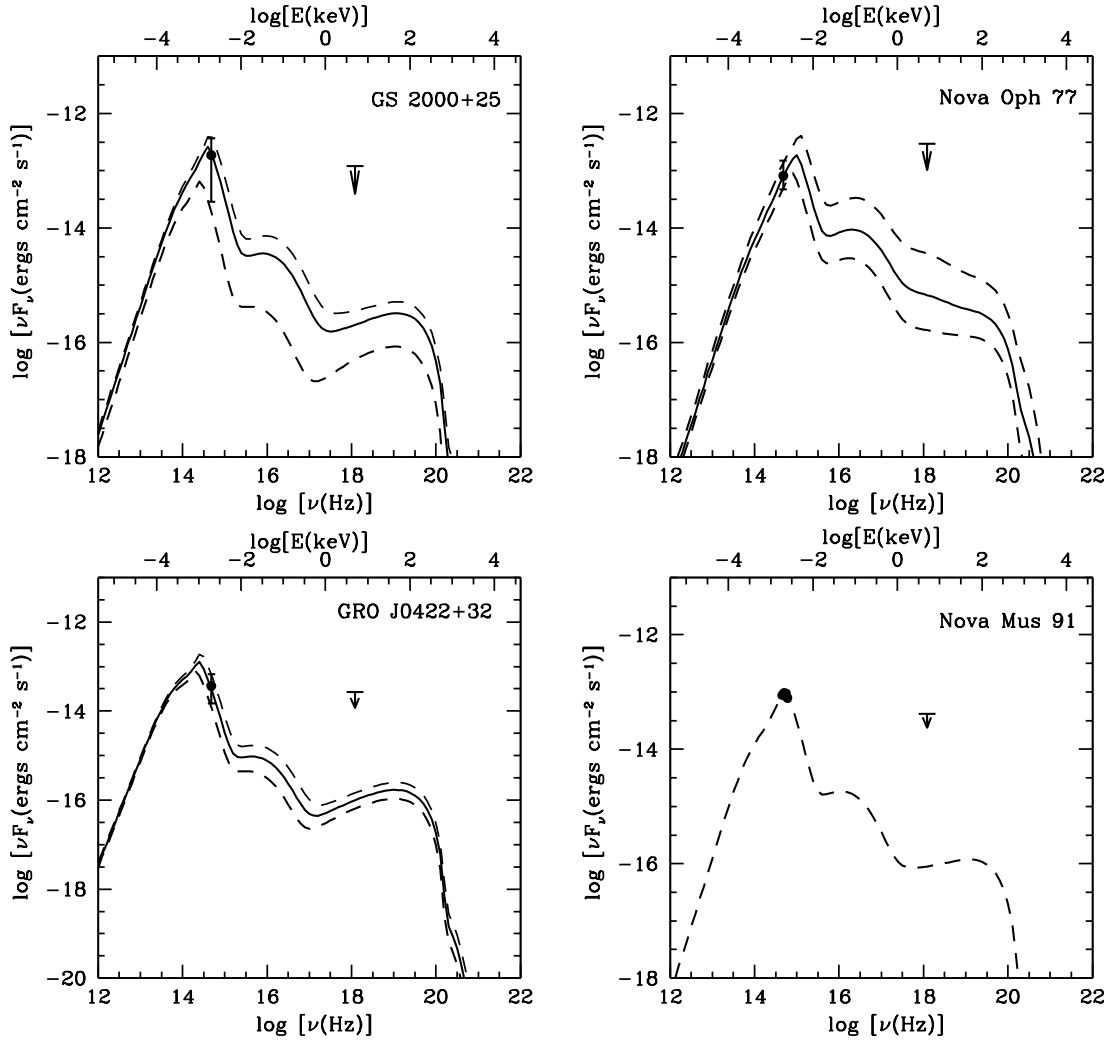 log[E(keV)]
−4 −2 0 2 4
GS 2000+25
−12
−14
−16
−18
log [νFν(ergs cm−2 s−1)]
12 14 16 18 20 22
log [ν(Hz)]
log[E(keV)]
−4 −2 0 2 4
Nova Oph 77
−12
−14
−16
−18
log [νFν(ergs cm−2 s−1)]
12 14 16 18 20 22
log [ν(Hz)]
log[E(keV)]
−4 −2 0 2 4
GRO J0422+32
−12
−14
−16
−18
−20
log [νFν(ergs cm−2 s−1)]
12 14 16 18 20 22
log [ν(Hz)]
log[E(keV)]
−4 −2 0 2 4
Nova Mus 91
−12
−14
−16
−18
log [νFν(ergs cm−2 s−1)]
12 14 16 18 20 22
log [ν(Hz)]